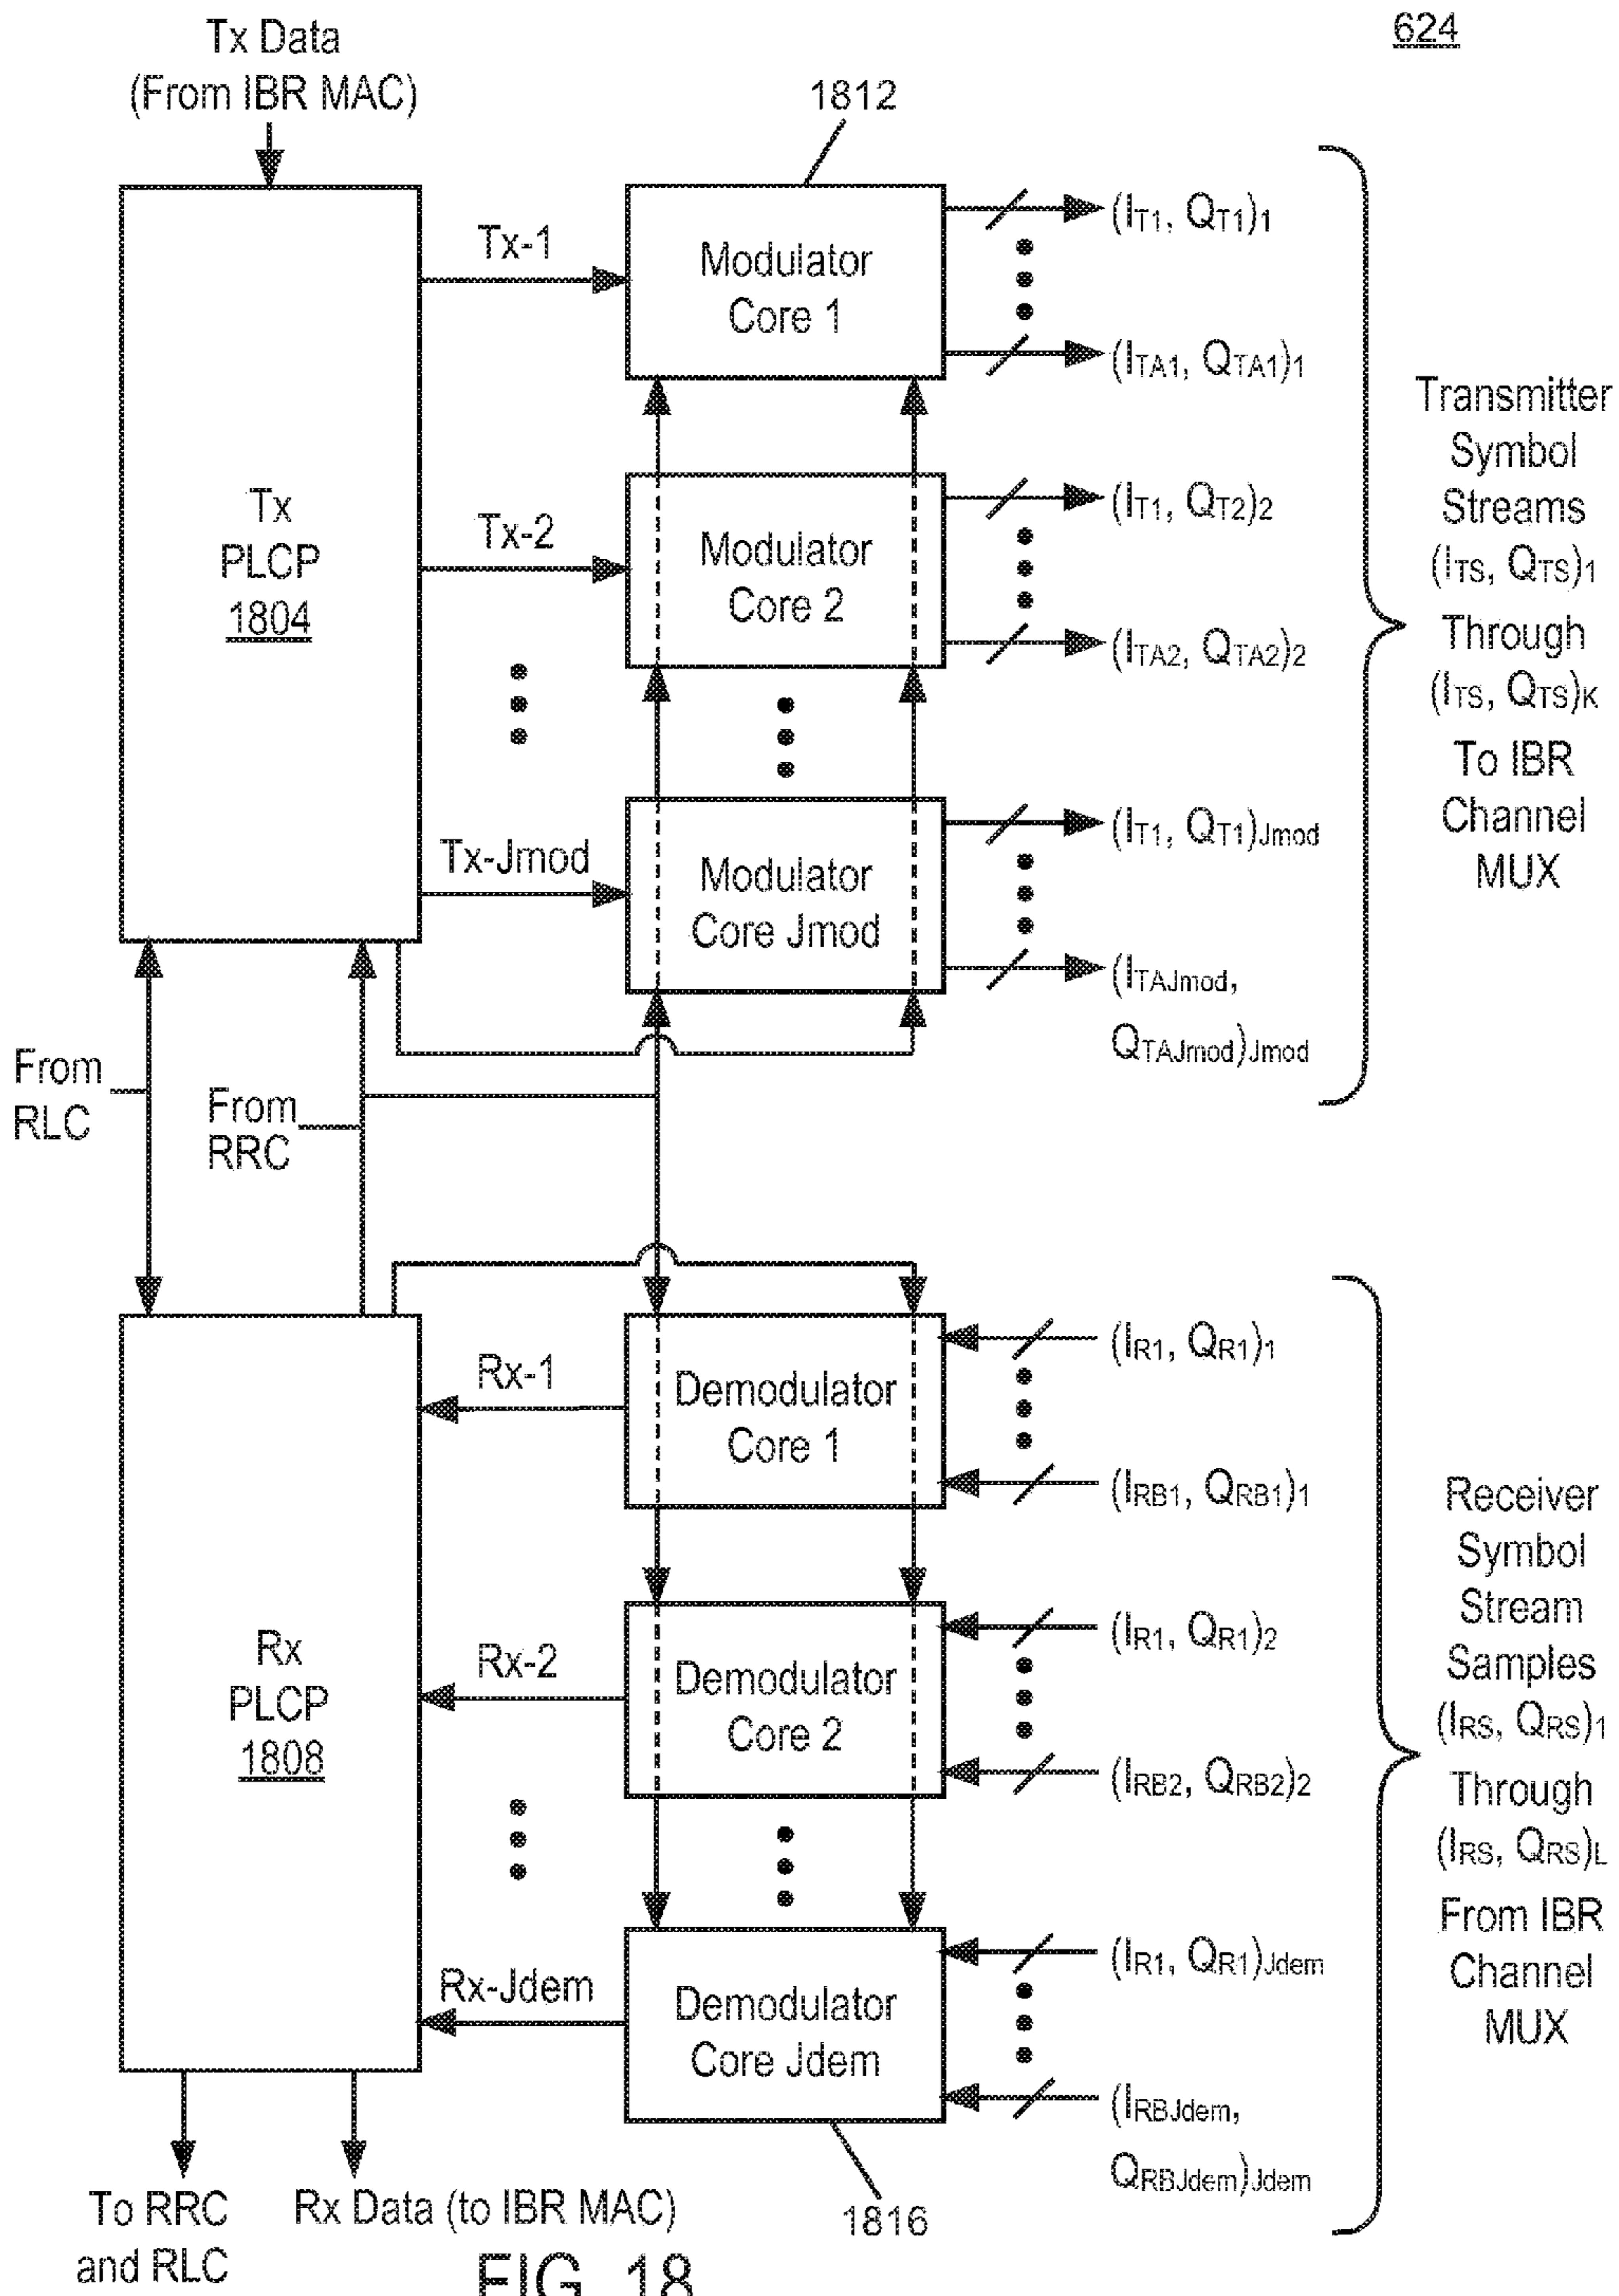 624
Tx Data
(From IBR MAC)
1812
Tx-1
Modulator
Core 1
(IT1, QT1)1
(ITA1, QTA1)1
Tx
PLCP
1804
Tx-2
Modulator
Core 2
(IT1, QT2)2
(ITA2, QTA2)2
Tx-Jmod
Modulator
Core Jmod
(IT1, QT1)Jmod
(ITAJmod,
QTAJmod)Jmod
Transmitter
Symbol
Streams
(ITS, QTS)1
Through
(ITS, QTS)K
To IBR
Channel
MUX
From
RLC
From
RRC
Rx-1
Demodulator
Core 1
(IR1, QR1)1
(IRB1, QRB1)1
Rx
PLCP
1808
Rx-2
Demodulator
Core 2
(IR1, QR1)2
(IRB2, QRB2)2
Rx-Jdem
Demodulator
Core Jdem
(IR1, QR1)Jdem
(IRBJdem,
QRBJdem)Jdem
Receiver
Symbol
Stream
Samples
(IRS, QRS)1
Through
(IRS, QRS)L
From IBR
Channel
MUX
1816
To RRC
and RLC
Rx Data (to IBR MAC)
FIG. 18